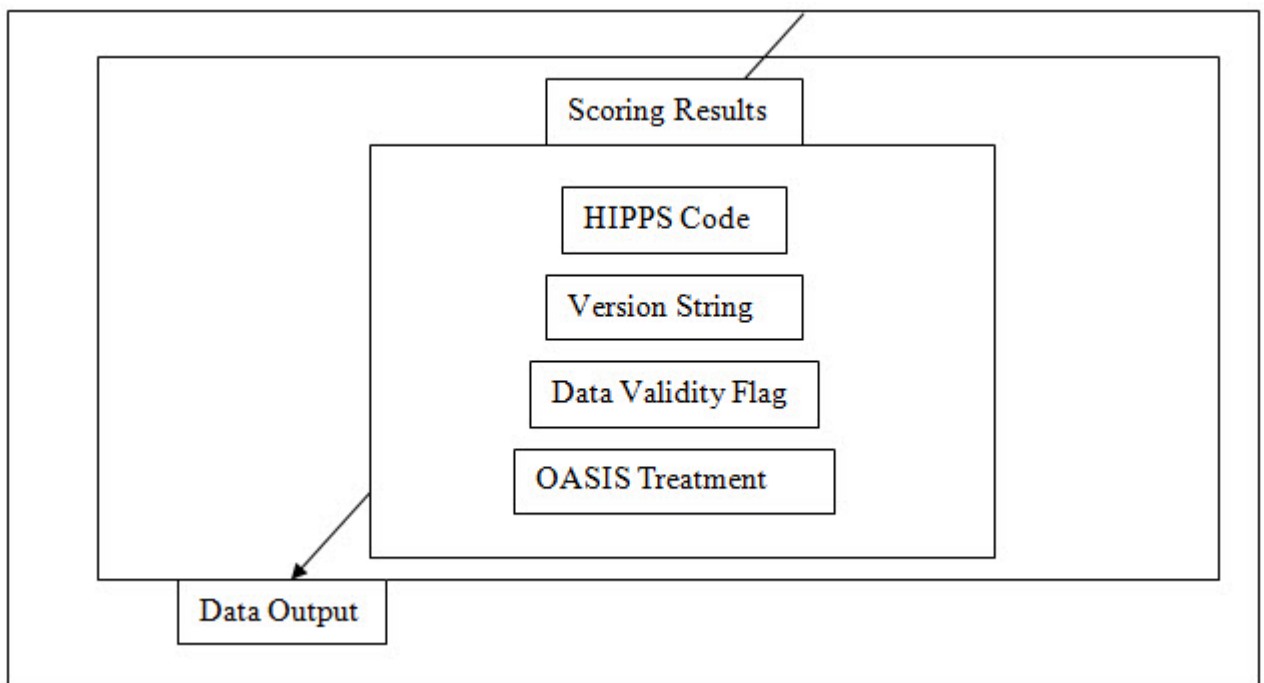 Scoring Results
HIPPS Code
Version String
Data Validity Flag
OASIS Treatment
Data Output